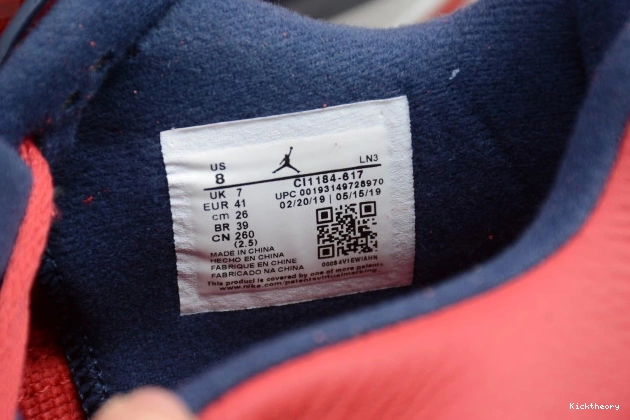 US
8
LN3
UK 7
EUR 41
cm 26
BR 39
CN 260
(2.5)
CI1184-617
UPC 00193149728970
02/20/19 | 05/15/19
MADE IN CHINA
HECHO EN CHINA
FABRIQUE EN CHINE
FABRICADO NA CHINA
This product is covered by one of more patents.
www.nike.com/patentsvirtualmarking
Kicktheory